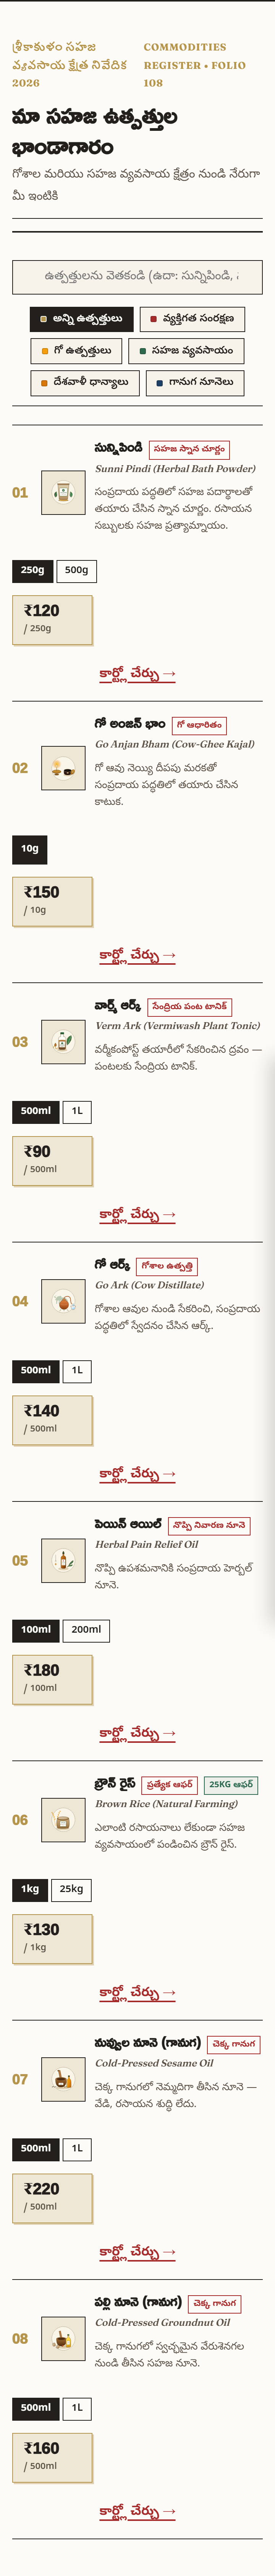 శ్రీకాకుళం సహజ
వ్యవసాయ క్షేత్ర నివేదిక
2026
COMMODITIES
REGISTER • FOLIO
108
మా సహజ ఉత్పత్తుల
భాండాగారం
గోశాల మరియు సహజ వ్యవసాయ క్షేత్రం నుండి నేరుగా
మీ ఇంటికి
ఉత్పత్తులను వెతకండి (ఉదా: సున్నిపిండి,
అన్ని ఉత్పత్తులు
వ్యక్తిగత సంరక్షణ
గో ఉత్పత్తులు
సహజ వ్యవసాయం
దేశవాళీ ధాన్యాలు
గానుగ నూనెలు
01
సున్నిపిండి సహజ స్నాన చూర్ణం
Sunni Pindi (Herbal Bath Powder)
సంప్రదాయ పద్ధతిలో సహజ పదార్థాలతో
తయారు చేసిన స్నాన చూర్ణం. రసాయన
సబ్బులకు సహజ ప్రత్యామ్నాయం.
250g 500g
₹120
/ 250g
కార్ట్లో చేర్చు →
02
గో అంజన్ భాం గో ఆధారితం
Go Anjan Bham (Cow-Ghee Kajal)
గో ఆవు నెయ్యి దీపపు మరకతో
సంప్రదాయ పద్ధతిలో తయారు చేసిన
కాటుక.
10g
₹150
/ 10g
కార్ట్లో చేర్చు →
03
వార్మ్ ఆర్క్ సేంద్రియ పంట టానిక్
Verm Ark (Vermiwash Plant Tonic)
వర్మీకంపోస్ట్ తయారీలో సేకరించిన ద్రవం —
పంటలకు సేంద్రియ టానిక్.
500ml 1L
₹90
/ 500ml
కార్ట్లో చేర్చు →
04
గో ఆర్క్ గోశాల ఉత్పత్తి
Go Ark (Cow Distillate)
గోశాల ఆవుల నుండి సేకరించి, సంప్రదాయ
పద్ధతిలో స్వేదనం చేసిన ఆర్క్.
500ml 1L
₹140
/ 500ml
కార్ట్లో చేర్చు →
05
పెయిన్ ఆయిల్ నొప్పి నివారణ నూనె
Herbal Pain Relief Oil
నొప్పి ఉపశమనానికి సంప్రదాయ హెర్బల్
నూనె.
100ml 200ml
₹180
/ 100ml
కార్ట్లో చేర్చు →
06
బ్రౌన్ రైస్ ప్రత్యేక ఆఫర్ 25KG ఆఫర్
Brown Rice (Natural Farming)
ఎలాంటి రసాయనాలు లేకుండా సహజ
వ్యవసాయంలో పండించిన బ్రౌన్ రైస్.
1kg 25kg
₹130
/ 1kg
కార్ట్లో చేర్చు →
07
నువ్వుల నూనె (గానుగ) చెక్క గానుగ
Cold-Pressed Sesame Oil
చెక్క గానుగలో నెమ్మదిగా తీసిన నూనె —
వేడి, రసాయన శుద్ధి లేదు.
500ml 1L
₹220
/ 500ml
కార్ట్లో చేర్చు →
08
పల్లి నూనె (గానుగ) చెక్క గానుగ
Cold-Pressed Groundnut Oil
చెక్క గానుగలో స్వచ్ఛమైన వేరుశెనగల
నుండి తీసిన సహజ నూనె.
500ml 1L
₹160
/ 500ml
కార్ట్లో చేర్చు →